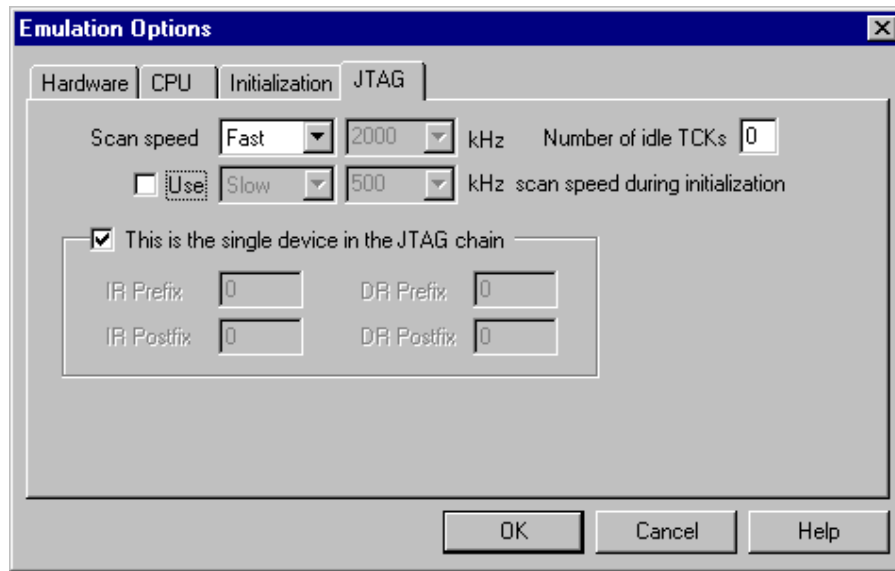 Emulation Options
Hardware CPU Initialization JTAG
Scan speed Fast 2000 kHz Number of idle TCKs 0
Use Slow 500 kHz scan speed during initialization
This is the single device in the JTAG chain
IR Prefix 0 DR Prefix 0
IR Postfix 0 DR Postfix 0
OK Cancel Help